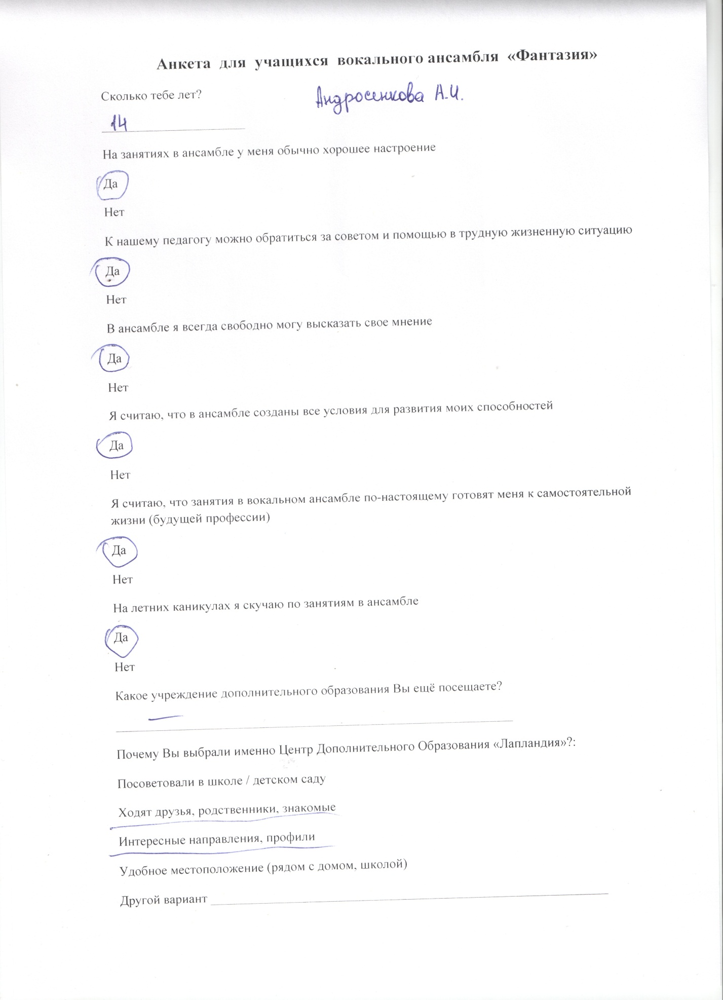 Анкета для учащихся вокального ансамбля «Фантазия»
Сколько тебе лет?
Андросенкова А.И.
14
На занятиях в ансамбле у меня обычно хорошее настроение
Да
Нет
К нашему педагогу можно обратиться за советом и помощью в трудную жизненную ситуацию
Да
Нет
В ансамбле я всегда свободно могу высказать свое мнение
Да
Нет
Я считаю, что в ансамбле созданы все условия для развития моих способностей
Да
Нет
Я считаю, что занятия в вокальном ансамбле по-настоящему готовят меня к самостоятельной
жизни (будущей профессии)
Да
Нет
На летних каникулах я скучаю по занятиям в ансамбле
Да
Нет
Какое учреждение дополнительного образования Вы ещё посещаете?
—
Почему Вы выбрали именно Центр Дополнительного Образования «Лапландия»?:
Посоветовали в школе / детском саду
Ходят друзья, родственники, знакомые
Интересные направления, профили
Удобное местоположение (рядом с домом, школой)
Другой вариант